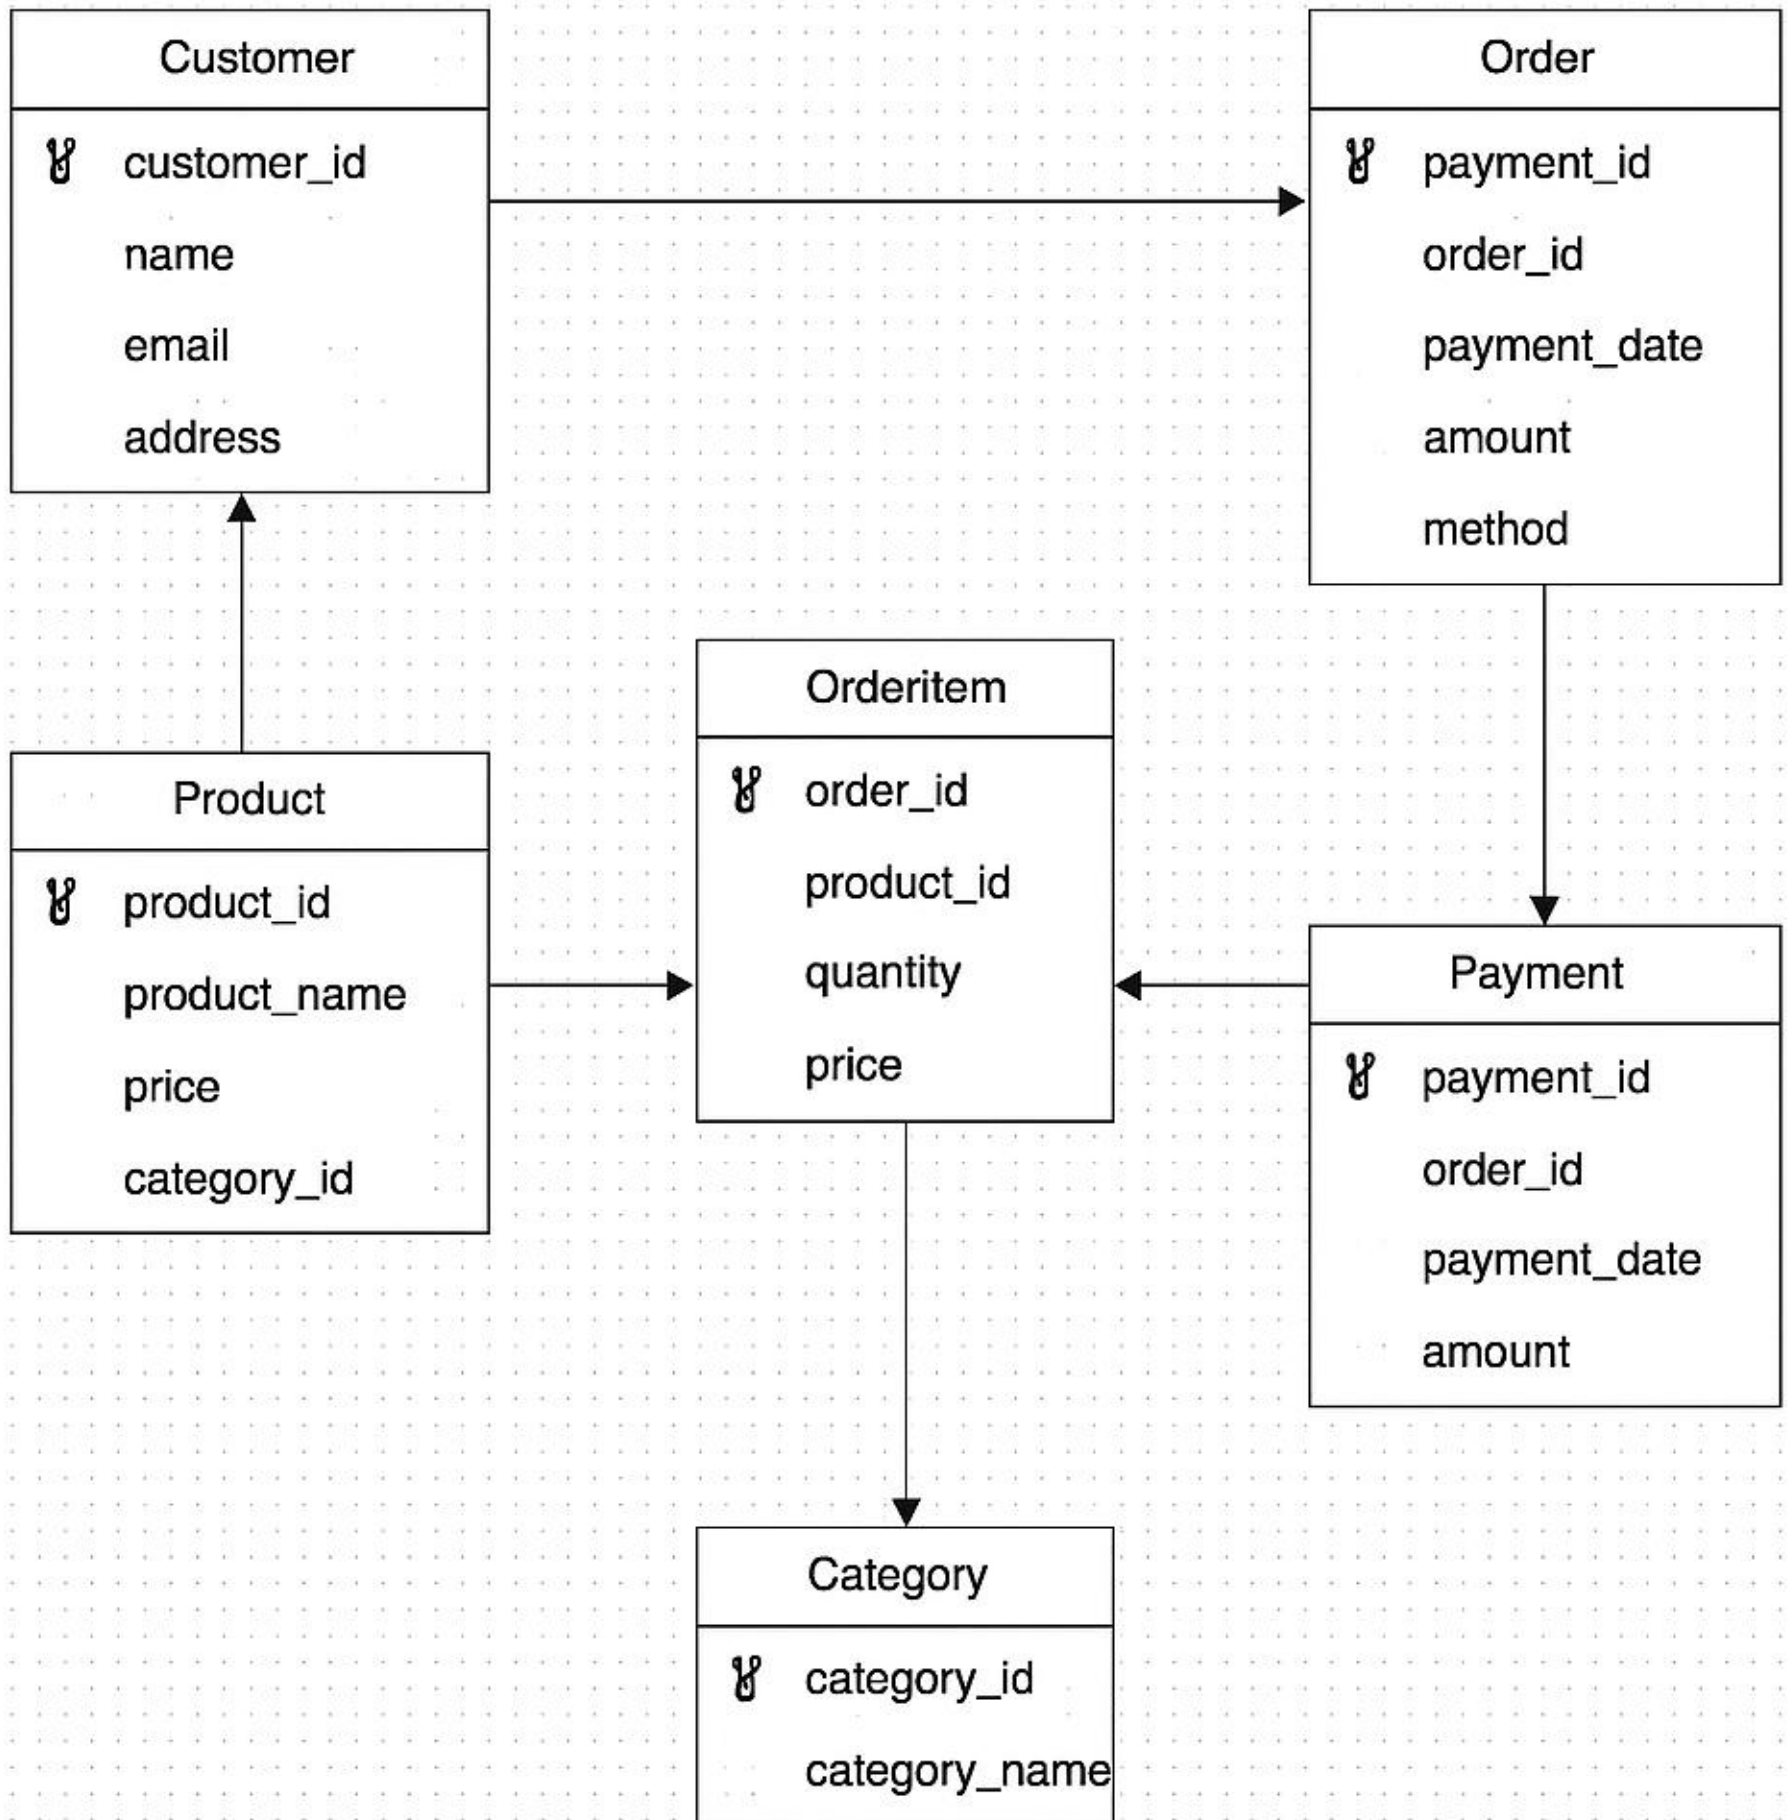 Customer
customer_id
name
email
address
Order
payment_id
order_id
payment_date
amount
method
Product
product_id
product_name
price
category_id
Orderitem
order_id
product_id
quantity
price
Payment
payment_id
order_id
payment_date
amount
Category
category_id
category_name